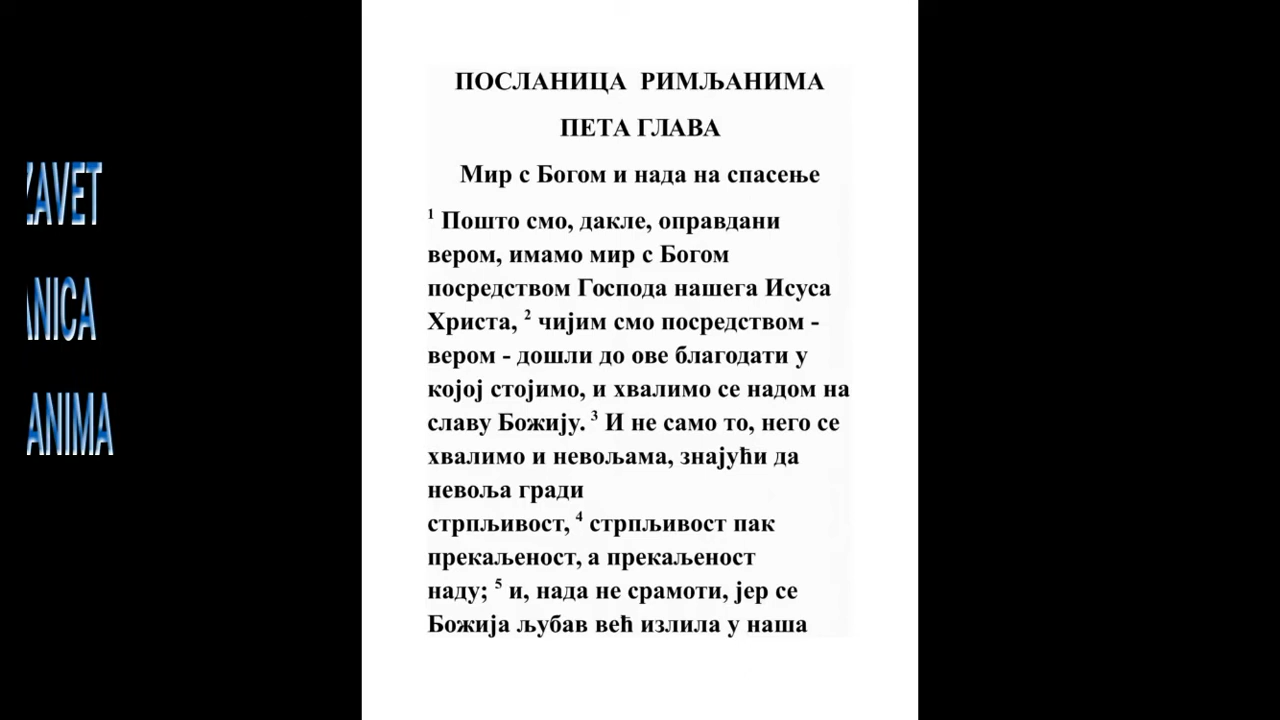 ZAVET
ANICA
ANIMA
ПОСЛАНИЦА РИМЉАНИМА
ПЕТА ГЛАВА
Мир с Богом и нада на спасење
1 Пошто смо, дакле, оправдани
вером, имамо мир с Богом
посредством Господа нашега Исуса
Христа, 2 чијим смо посредством -
вером - дошли до ове благодати у
којој стојимо, и хвалимо се надом на
славу Божију. 3 И не само то, него се
хвалимо и невољама, знајући да
невоља гради
стрпљивост, 4 стрпљивост пак
прекаљеност, а прекаљеност
наду; 5 и, нада не срамоти, јер се
Божија љубав већ излила у наша